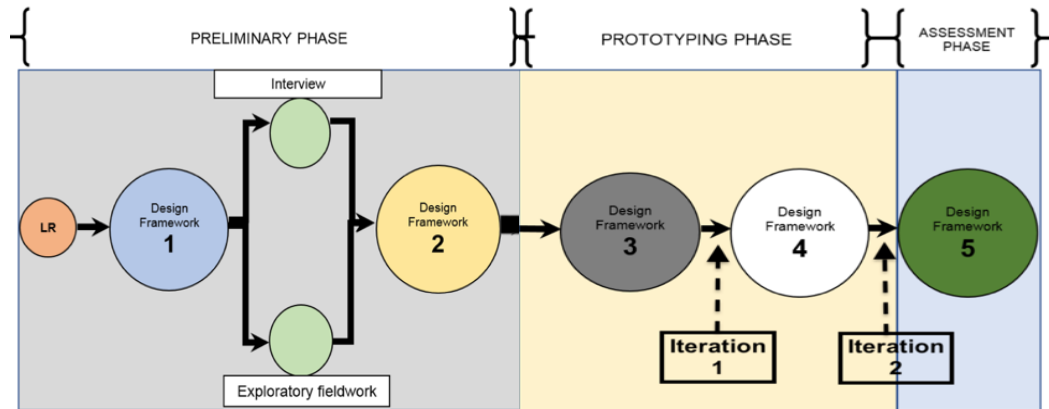 PRELIMINARY PHASE
PROTOTYPING PHASE
ASSESSMENT
PHASE
Interview
LR
Design
Framework
1
Design
Framework
2
Design
Framework
3
Design
Framework
4
Design
Framework
5
Iteration
1
Iteration
2
Exploratory fieldwork